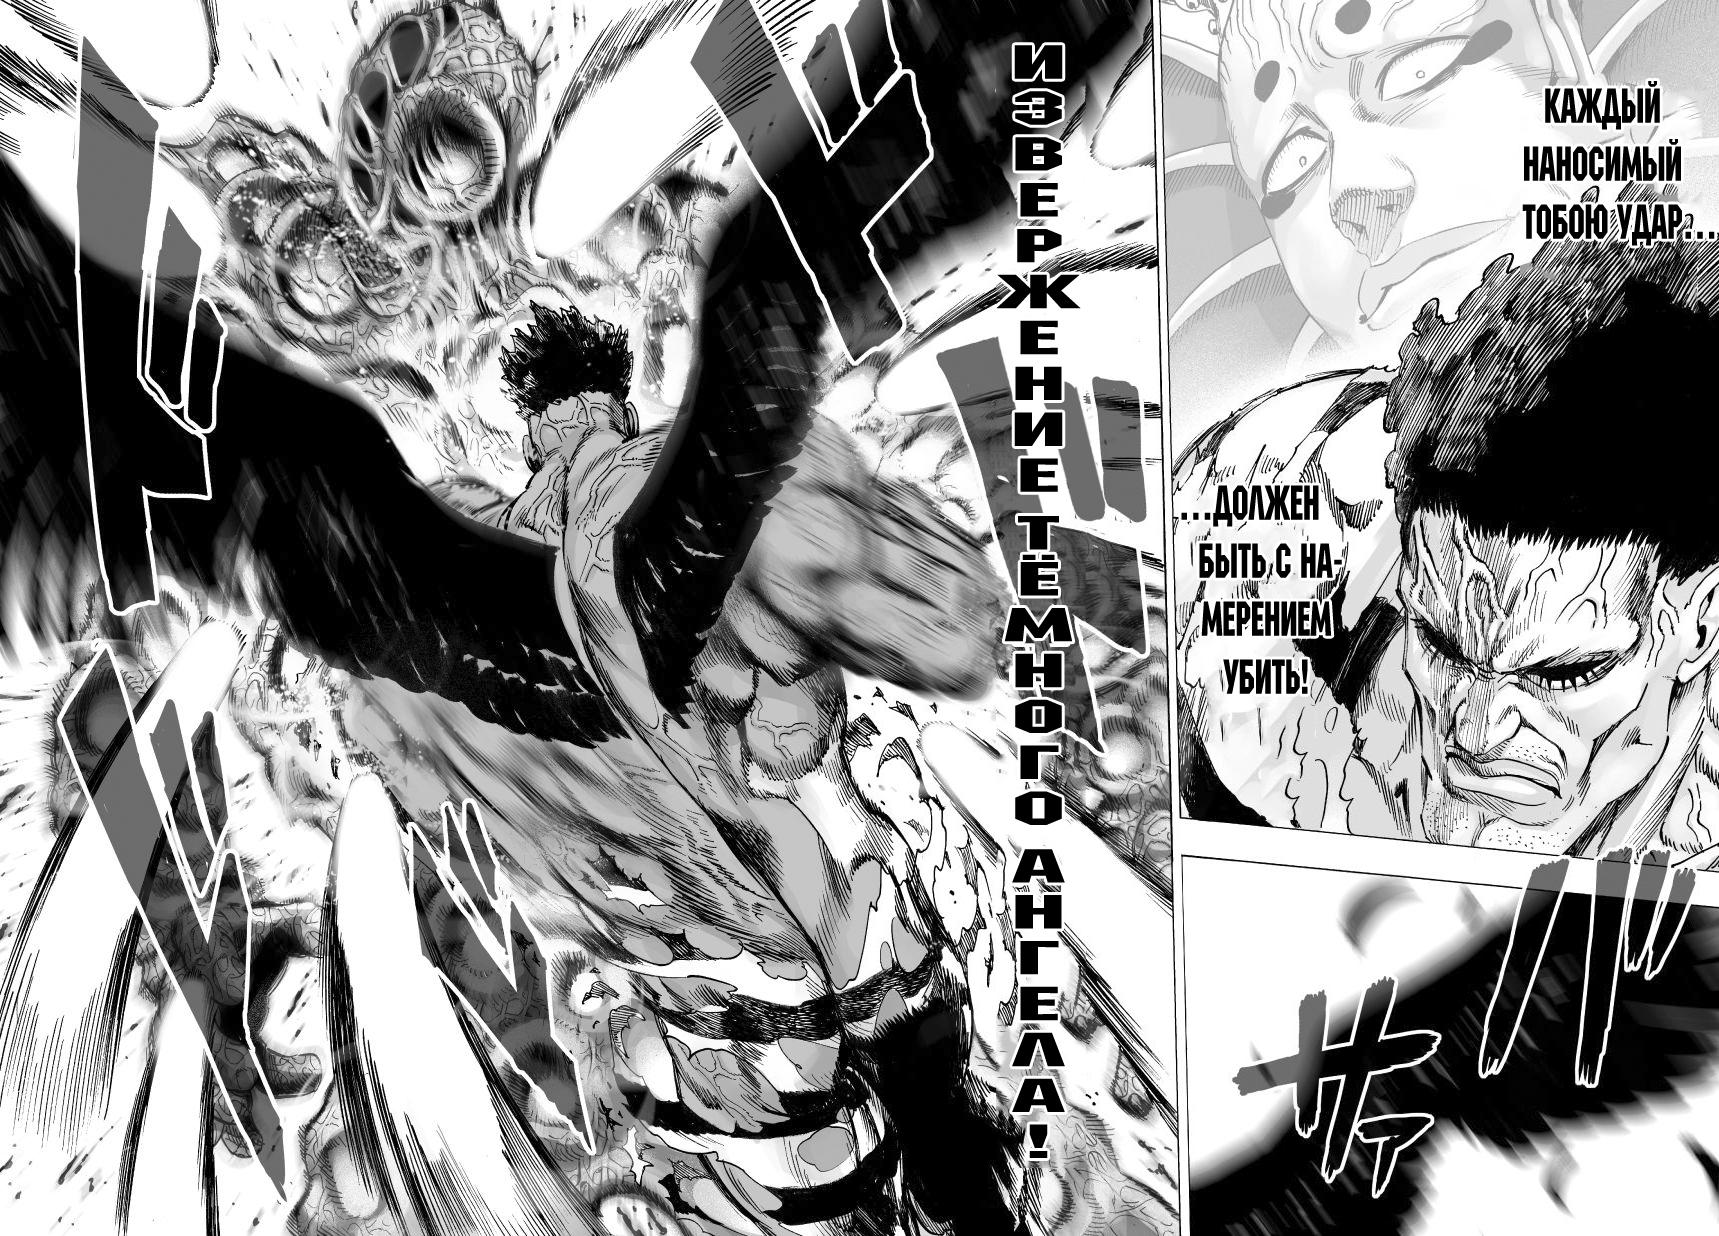 КАЖДЫЙ
НАНОСИМЫЙ
ТОБОЮ УДАР...
...ДОЛЖЕН
БЫТЬ С НА-
МЕРЕНИЕМ
УБИТЬ!
ИЗВЕРЖЕНИЕ ТЁМНОГО АНГЕЛА!